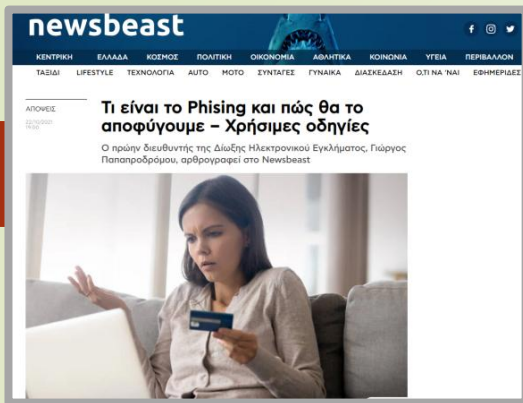 newsbeast
ΚΕΝΤΡΙΚΗ ΕΛΛΑΔΑ ΚΟΣΜΟΣ ΠΟΛΙΤΙΚΗ ΟΙΚΟΝΟΜΙΑ ΑΘΛΗΤΙΚΑ ΚΟΙΝΩΝΙΑ ΥΓΕΙΑ ΠΕΡΙΒΑΛΛΟΝ
ΤΑΞΙΔΙ LIFESTYLE ΤΕΧΝΟΛΟΓΙΑ AUTO ΜΟΤΟ ΣΥΝΤΑΓΕΣ ΓΥΝΑΙΚΑ ΔΙΑΣΚΕΔΑΣΗ Ο,ΤΙ ΝΑ 'ΝΑΙ ΕΦΗΜΕΡΙΔΕΣ
ΑΠΟΨΕΙΣ
Τι είναι το Phising και πώς θα το
αποφύγουμε – Χρήσιμες οδηγίες
Ο πρώην διευθυντής της Δίωξης Ηλεκτρονικού Εγκλήματος, Γιώργος
Παπαπροδρόμου, αρθρογραφεί στο Newsbeast